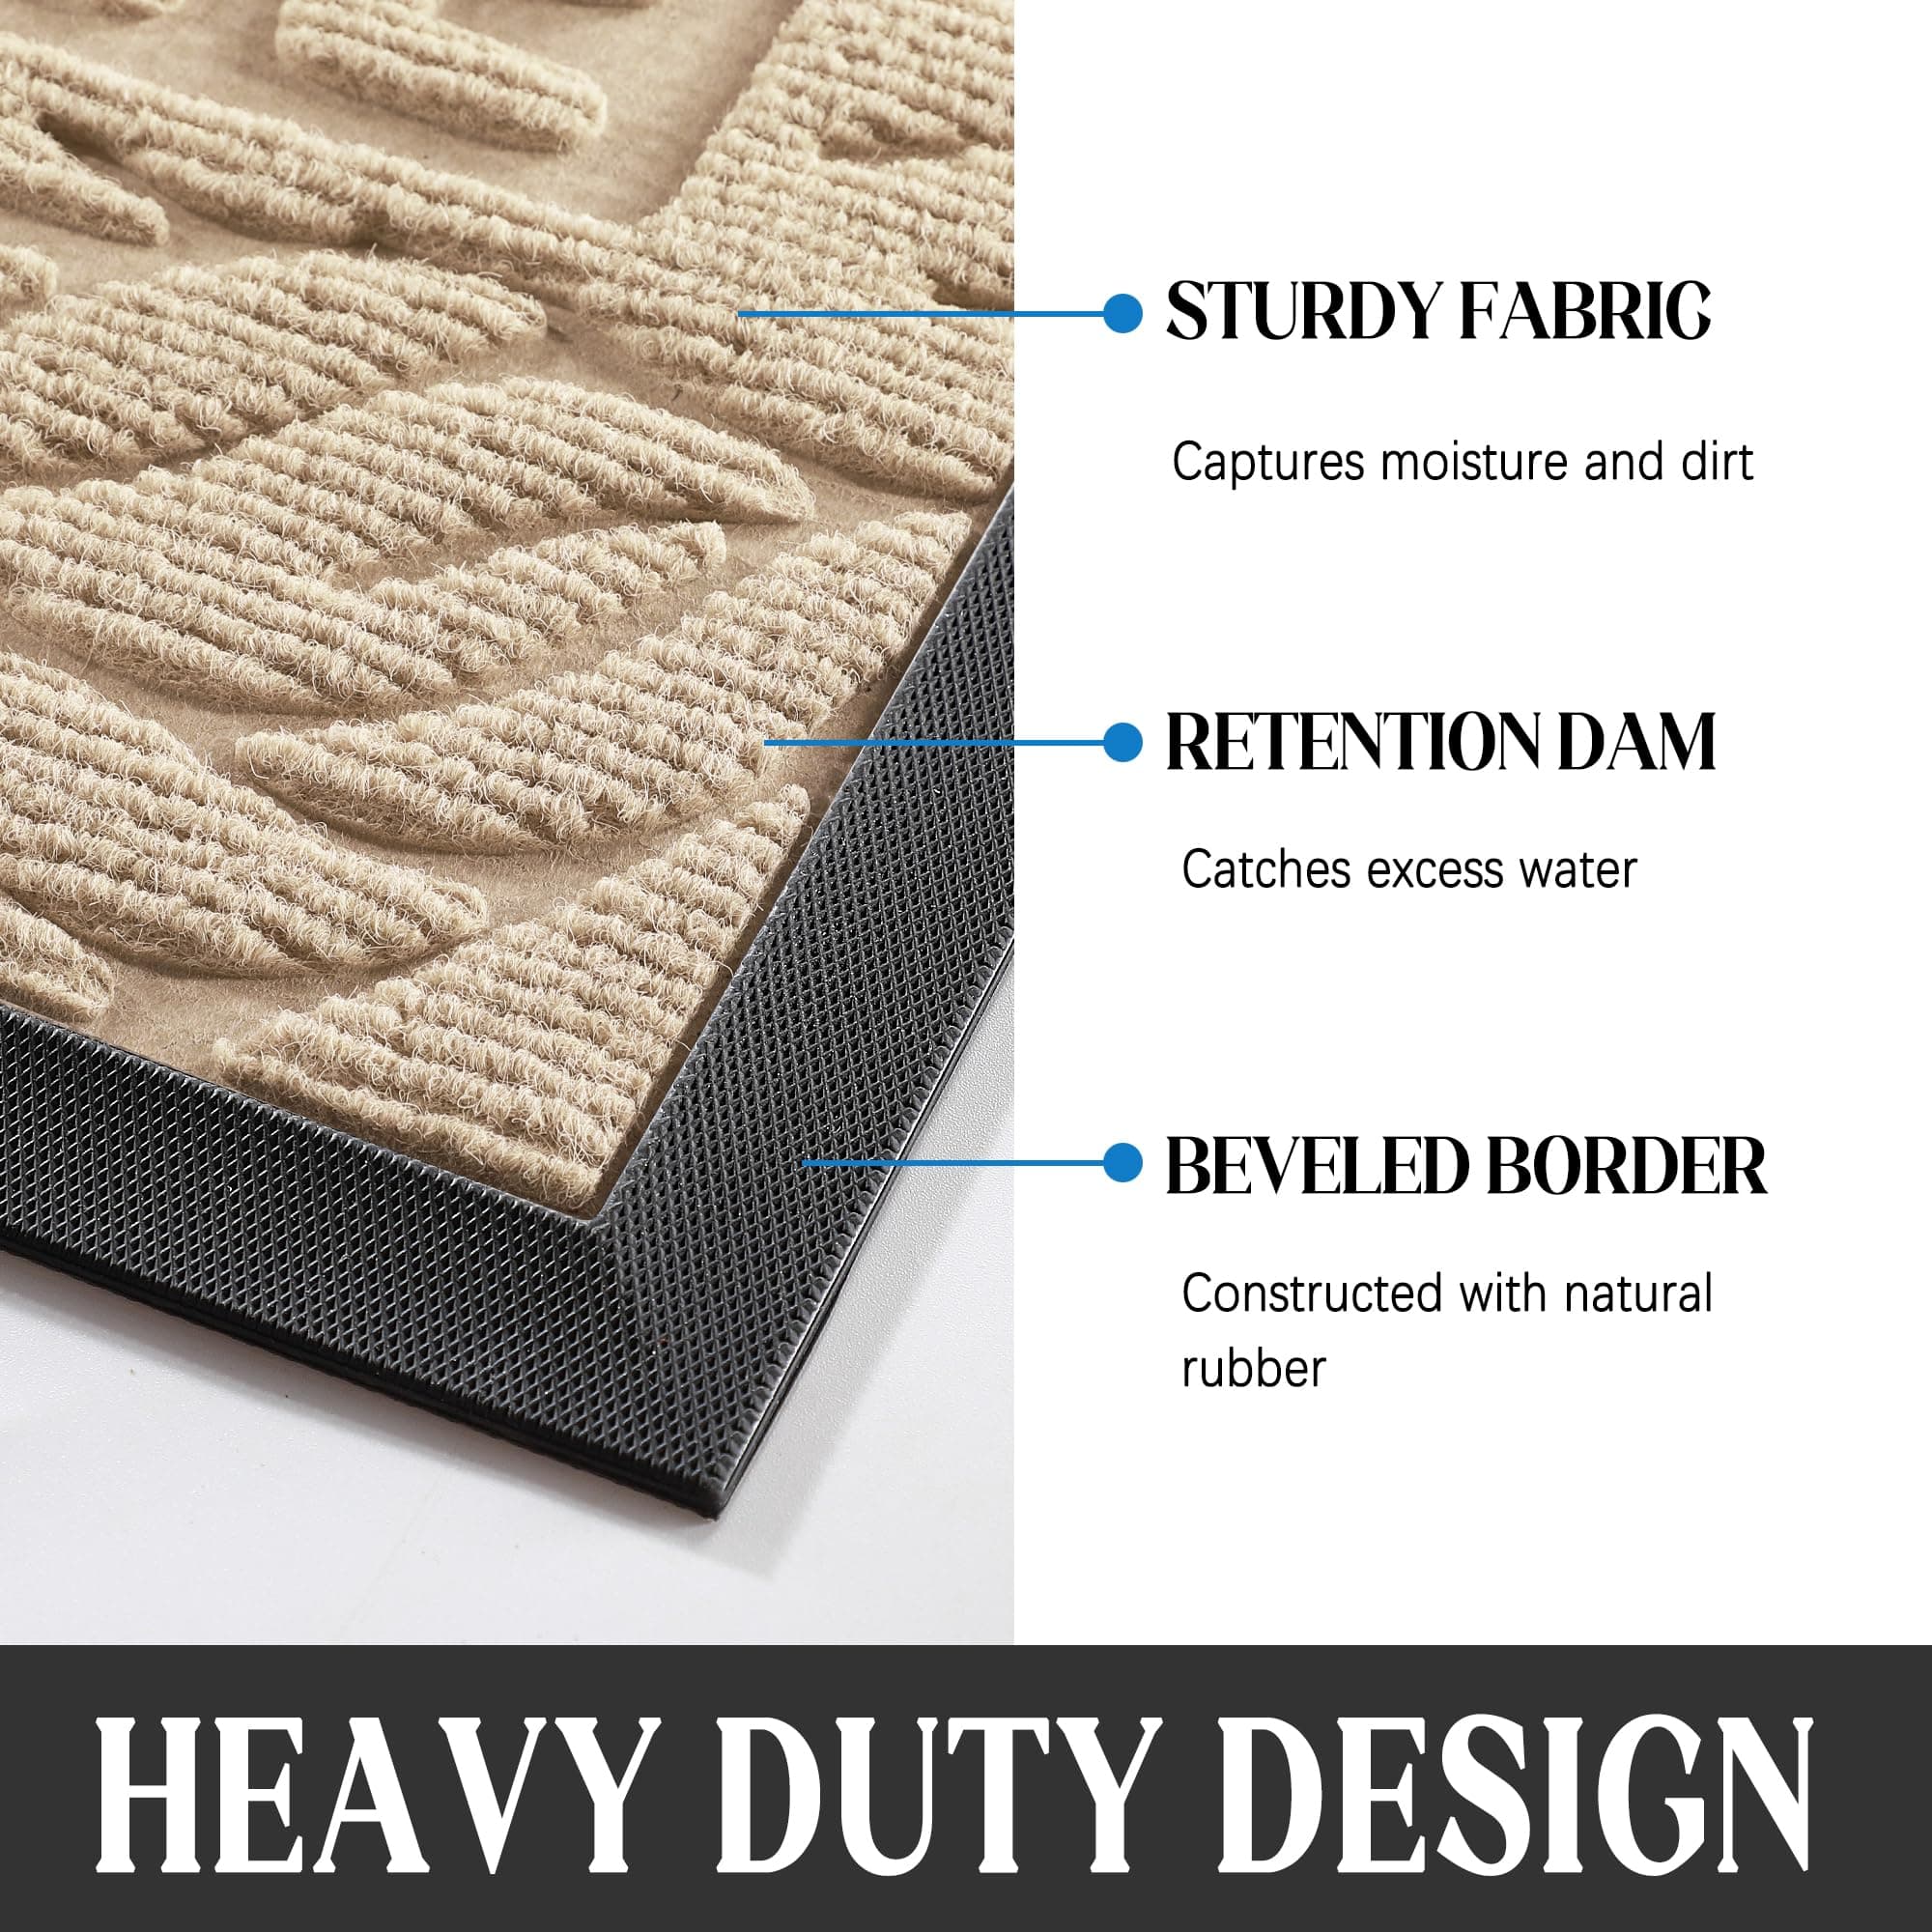 STURDY FABRIC
Captures moisture and dirt
RETENTION DAM
Catches excess water
BEVELED BORDER
Constructed with natural
rubber
HEAVY DUTY DESIGN